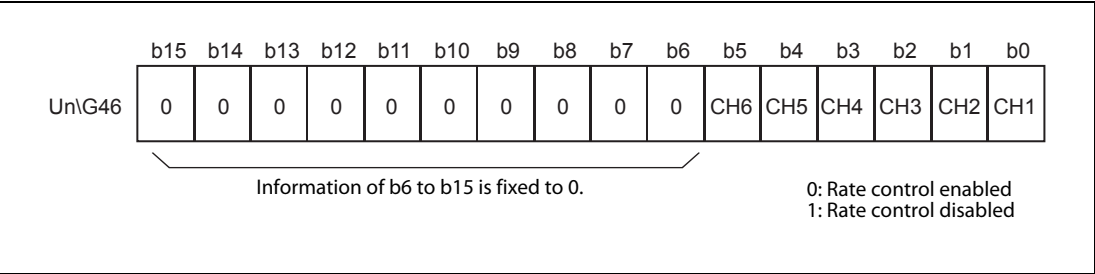 b15 b14 b13 b12 b11 b10 b9 b8 b7 b6 b5 b4 b3 b2 b1 b0
Un\G46 0 0 0 0 0 0 0 0 0 0 CH6 CH5 CH4 CH3 CH2 CH1
Information of b6 to b15 is fixed to 0.
0: Rate control enabled
1: Rate control disabled